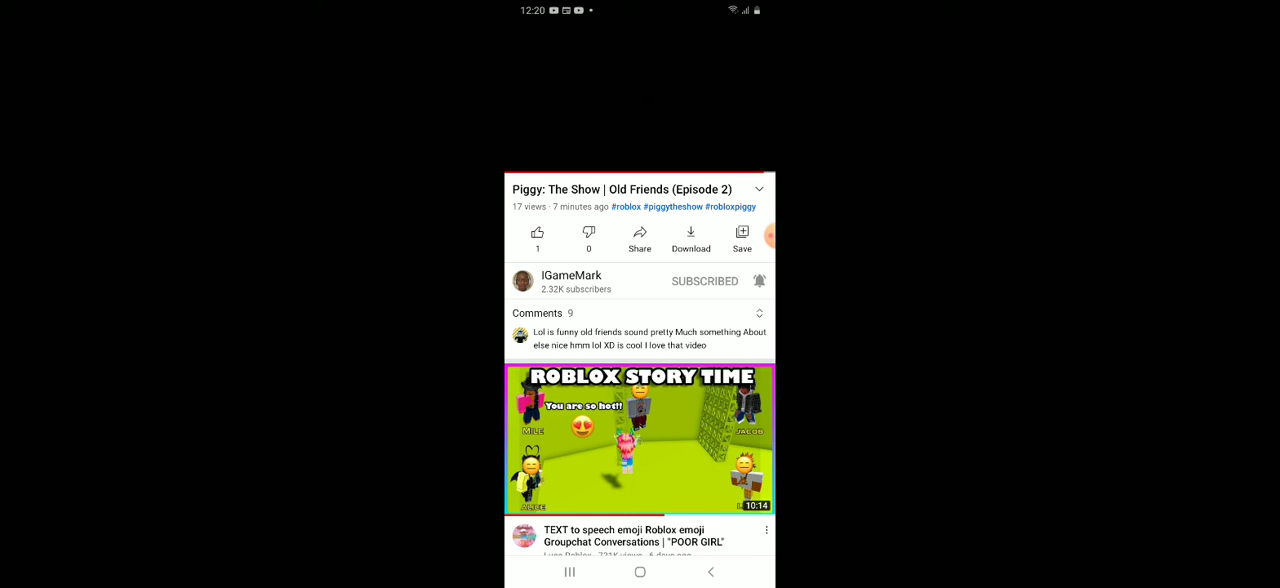 12:20
Piggy: The Show | Old Friends (Episode 2)
17 views · 7 minutes ago #roblox #piggytheshow #robloxpiggy
1 0 Share Download Save
IGameMark
2.32K subscribers
SUBSCRIBED
Comments 9
Lol is funny old friends sound pretty Much something About
else nice hmm lol XD is cool I love that video
ROBLOX STORY TIME
You are so hot!!
MILE
JACOB
ALICE
10:14
TEXT to speech emoji Roblox emoji
Groupchat Conversations | "POOR GIRL"